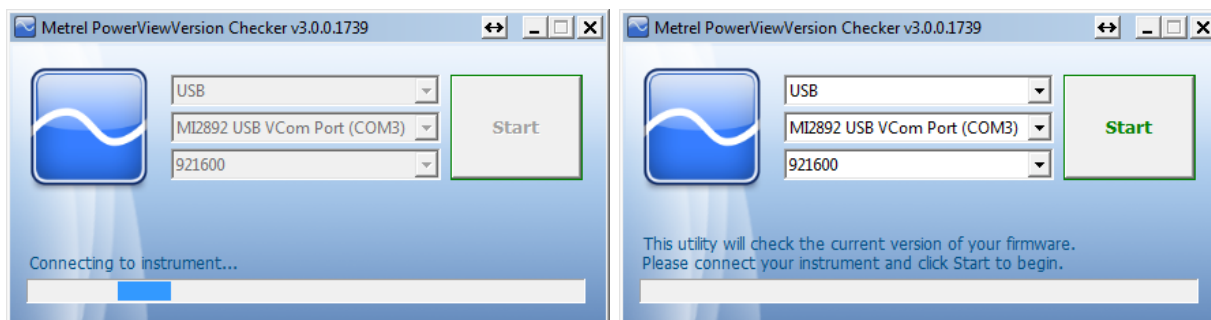 Metrel PowerViewVersion Checker v3.0.0.1739
USB
MI2892 USB VCom Port (COM3)
921600
Start
Connecting to instrument...
Metrel PowerViewVersion Checker v3.0.0.1739
USB
MI2892 USB VCom Port (COM3)
921600
Start
This utility will check the current version of your firmware.
Please connect your instrument and click Start to begin.